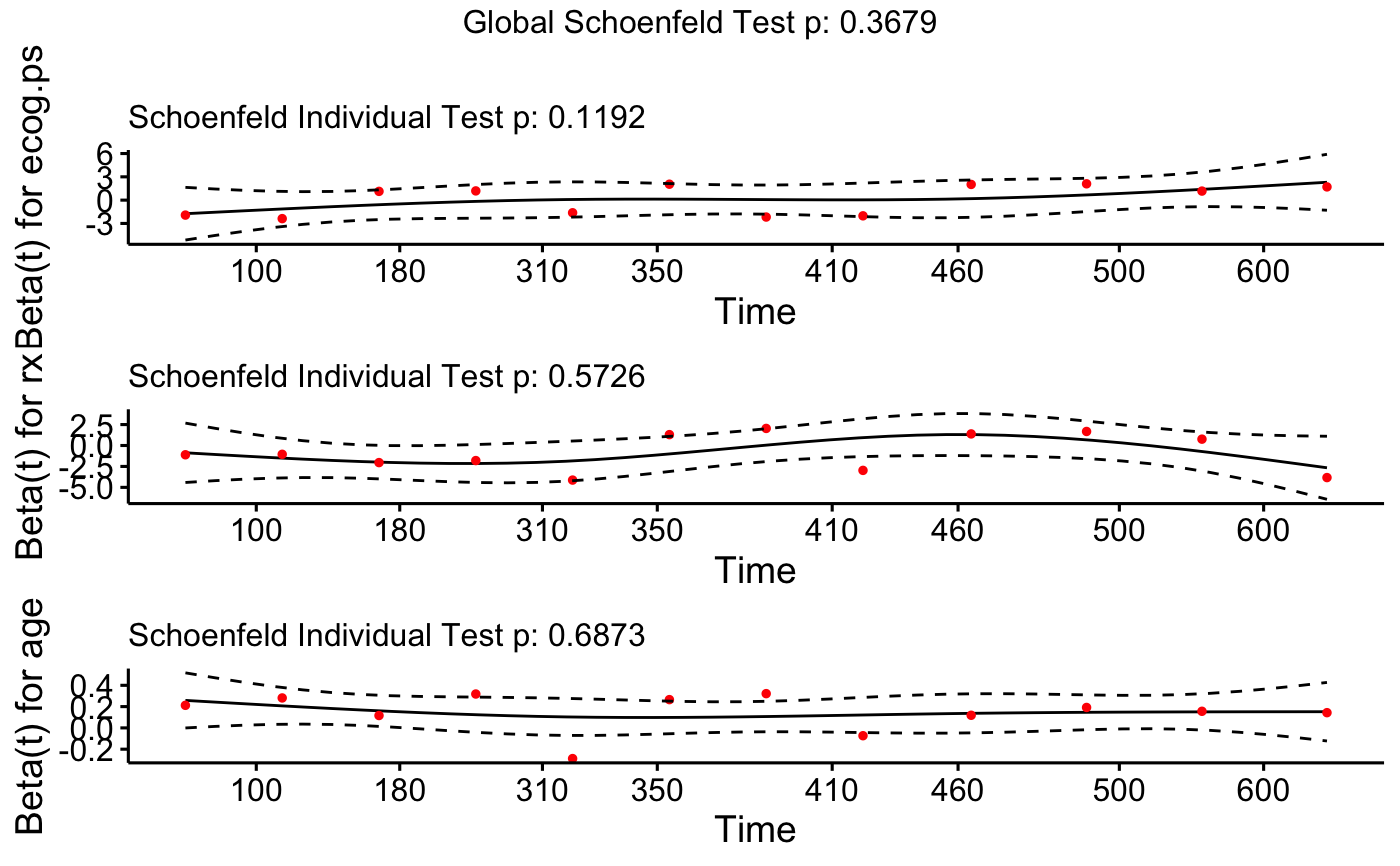 Global Schoenfeld Test p: 0.3679
Schoenfeld Individual Test p: 0.1192
Beta(t) for ecog.ps
6
3
0
-3
100 180 310 350 410 460 500 600
Time
Schoenfeld Individual Test p: 0.5726
Beta(t) for rx
2.5
0.0
-2.5
-5.0
100 180 310 350 410 460 500 600
Time
Schoenfeld Individual Test p: 0.6873
Beta(t) for age
0.4
0.2
0.0
-0.2
100 180 310 350 410 460 500 600
Time